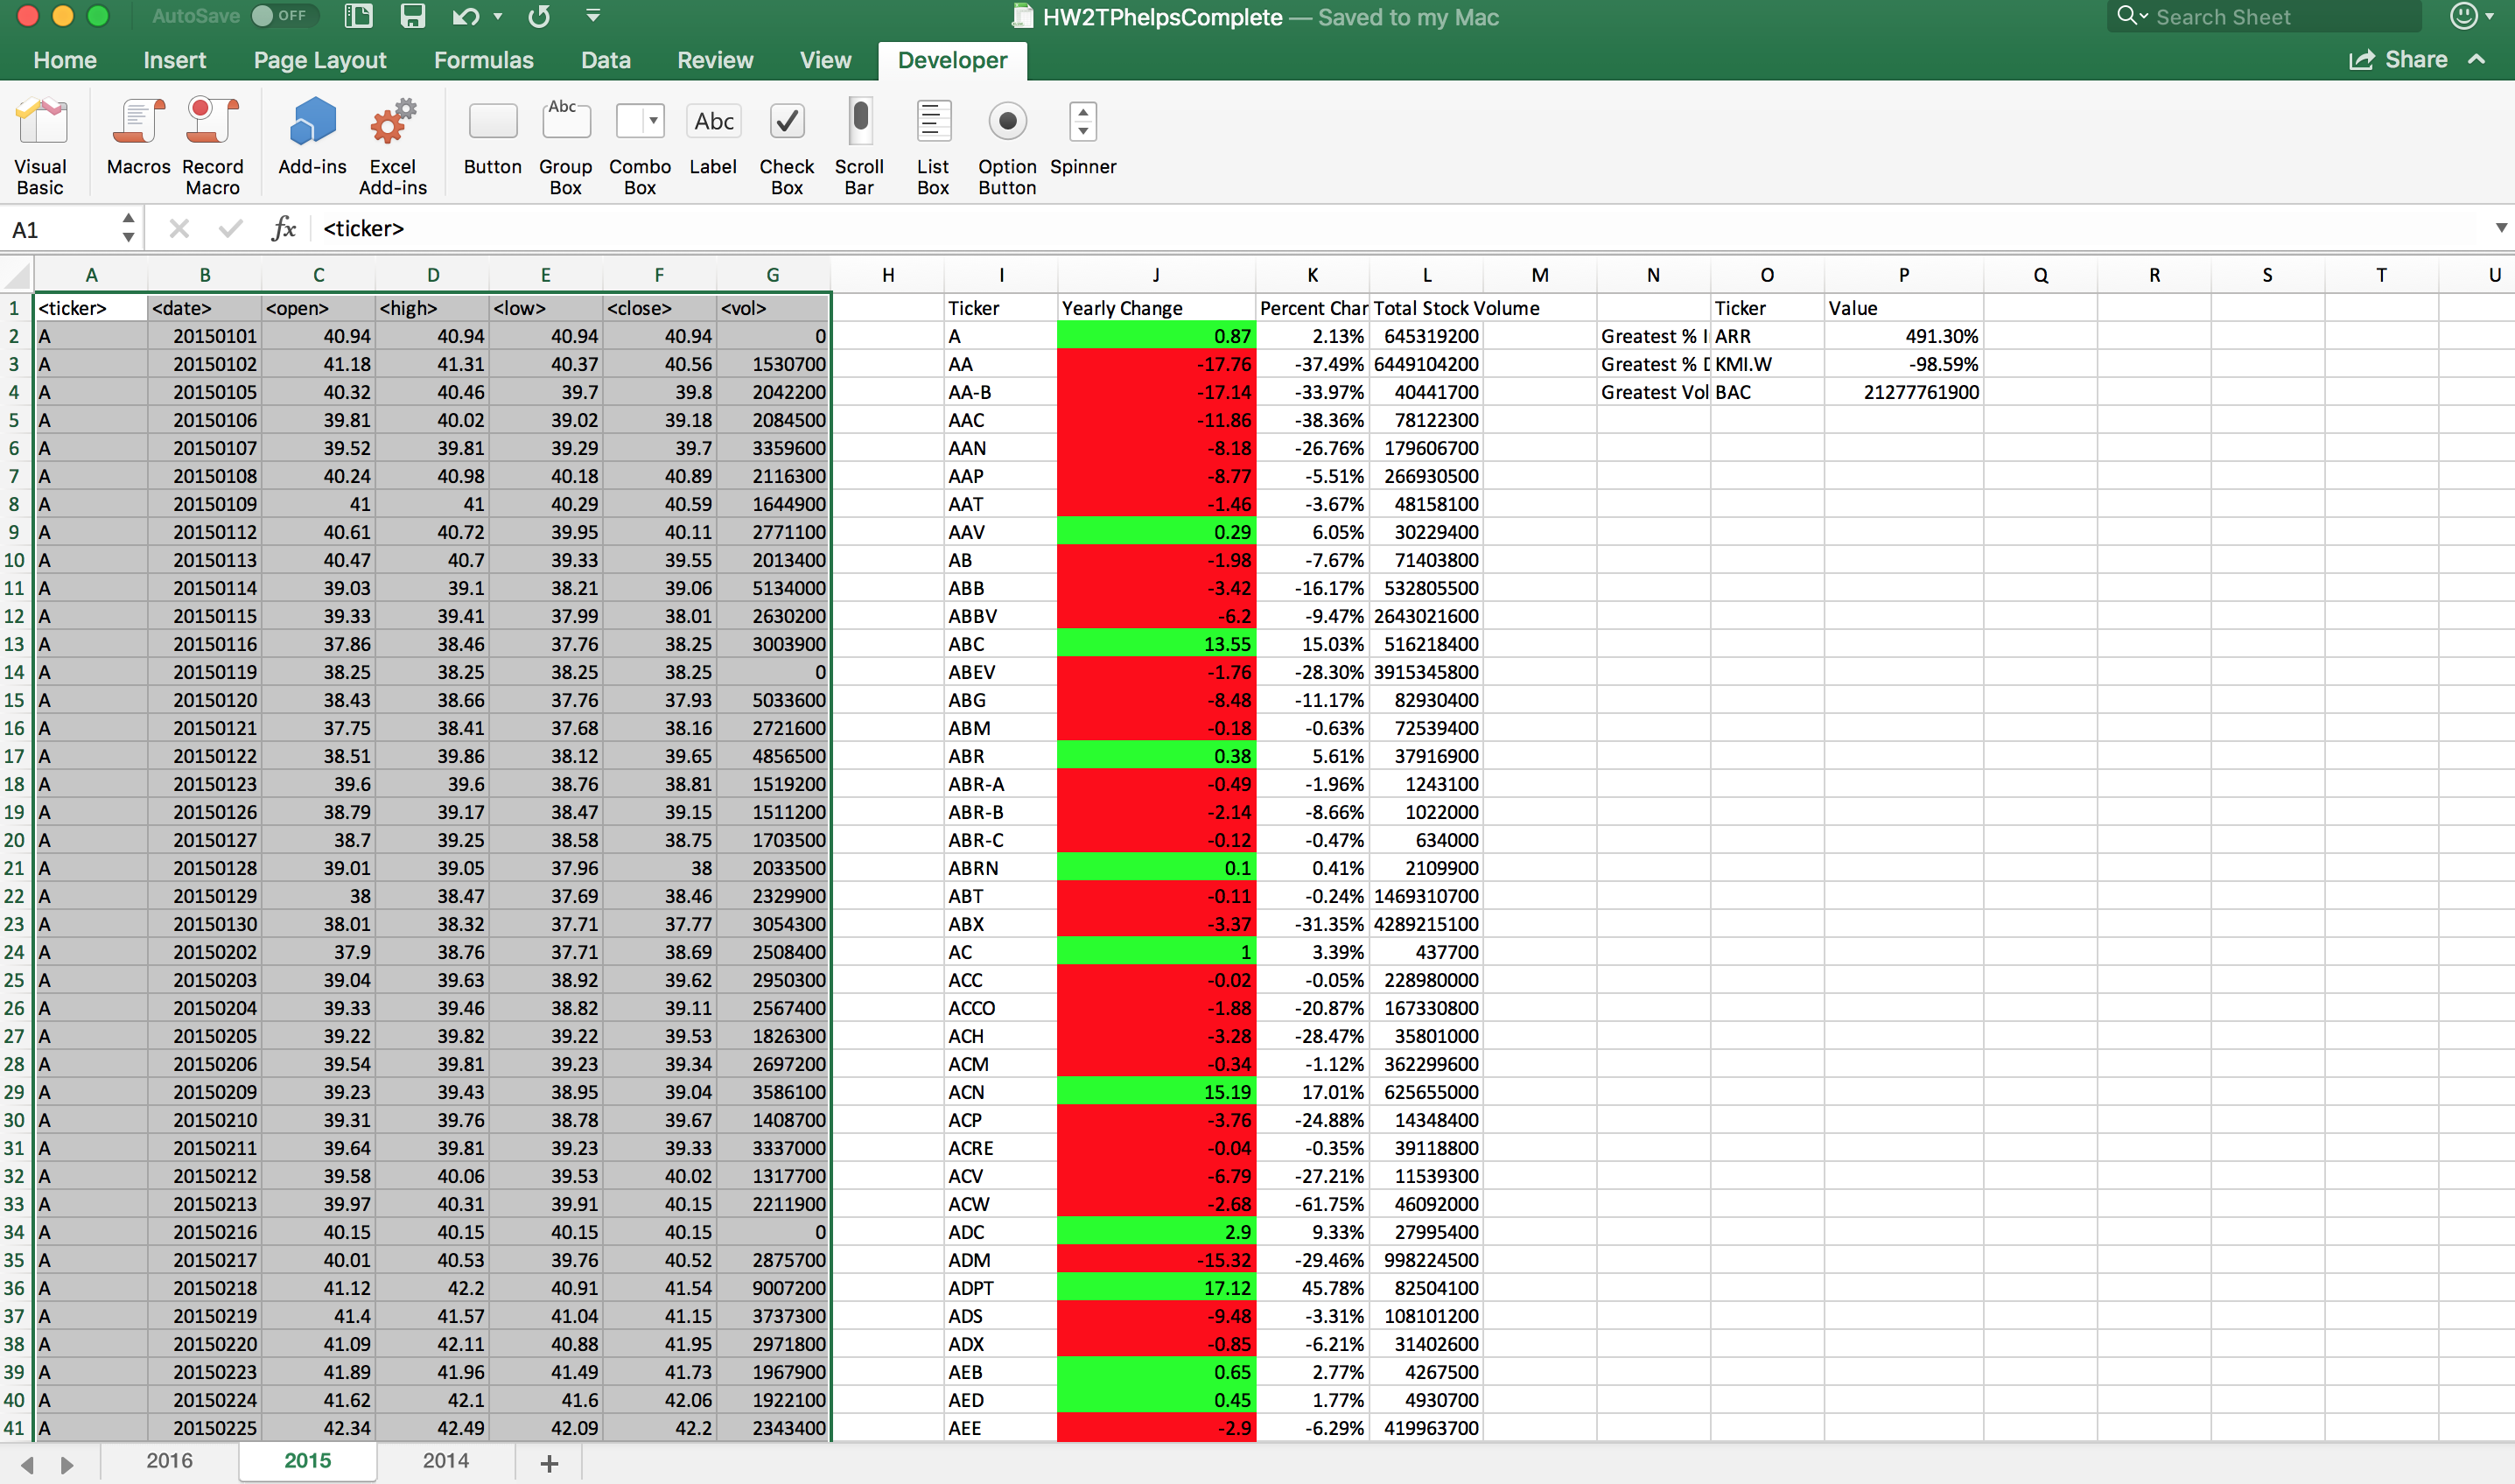 AutoSave OFF HW2TPhelpsComplete — Saved to my Mac Search Sheet
Home Insert Page Layout Formulas Data Review View Developer Share
Visual Basic Macros Record Macro Add-ins Excel Add-ins Button Group Box Combo Box Label Check Box Scroll Bar List Box Option Button Spinner
Abc Abc
A1 fx <ticker>
A B C D E F G H I J K L M N O P Q R S T U
1 <ticker> <date> <open> <high> <low> <close> <vol> Ticker Yearly Change Percent Char Total Stock Volume Ticker Value
2 A 20150101 40.94 40.94 40.94 40.94 0 A 0.87 2.13% 645319200 Greatest % I ARR 491.30%
3 A 20150102 41.18 41.31 40.37 40.56 1530700 AA -17.76 -37.49% 6449104200 Greatest % D KMI.W -98.59%
4 A 20150105 40.32 40.46 39.7 39.8 2042200 AA-B -17.14 -33.97% 40441700 Greatest Vol BAC 21277761900
5 A 20150106 39.81 40.02 39.02 39.18 2084500 AAC -11.86 -38.36% 78122300
6 A 20150107 39.52 39.81 39.29 39.7 3359600 AAN -8.18 -26.76% 179606700
7 A 20150108 40.24 40.98 40.18 40.89 2116300 AAP -8.77 -5.51% 266930500
8 A 20150109 41 41 40.29 40.59 1644900 AAT -1.46 -3.67% 48158100
9 A 20150112 40.61 40.72 39.95 40.11 2771100 AAV 0.29 6.05% 30229400
10 A 20150113 40.47 40.7 39.33 39.55 2013400 AB -1.98 -7.67% 71403800
11 A 20150114 39.03 39.1 38.21 39.06 5134000 ABB -3.42 -16.17% 532805500
12 A 20150115 39.33 39.41 37.99 38.01 2630200 ABBV -6.2 -9.47% 2643021600
13 A 20150116 37.86 38.46 37.76 38.25 3003900 ABC 13.55 15.03% 516218400
14 A 20150119 38.25 38.25 38.25 38.25 0 ABEV -1.76 -28.30% 3915345800
15 A 20150120 38.43 38.66 37.76 37.93 5033600 ABG -8.48 -11.17% 82930400
16 A 20150121 37.75 38.41 37.68 38.16 2721600 ABM -0.18 -0.63% 72539400
17 A 20150122 38.51 39.86 38.12 39.65 4856500 ABR 0.38 5.61% 37916900
18 A 20150123 39.6 39.6 38.76 38.81 1519200 ABR-A -0.49 -1.96% 1243100
19 A 20150126 38.79 39.17 38.47 39.15 1511200 ABR-B -2.14 -8.66% 1022000
20 A 20150127 38.7 39.25 38.58 38.75 1703500 ABR-C -0.12 -0.47% 634000
21 A 20150128 39.01 39.05 37.96 38 2033500 ABRN 0.1 0.41% 2109900
22 A 20150129 38 38.47 37.69 38.46 2329900 ABT -0.11 -0.24% 1469310700
23 A 20150130 38.01 38.32 37.71 37.77 3054300 ABX -3.37 -31.35% 4289215100
24 A 20150202 37.9 38.76 37.71 38.69 2508400 AC 1 3.39% 437700
25 A 20150203 39.04 39.63 38.92 39.62 2950300 ACC -0.02 -0.05% 228980000
26 A 20150204 39.33 39.46 38.82 39.11 2567400 ACCO -1.88 -20.87% 167330800
27 A 20150205 39.22 39.82 39.22 39.53 1826300 ACH -3.28 -28.47% 35801000
28 A 20150206 39.54 39.81 39.23 39.34 2697200 ACM -0.34 -1.12% 362299600
29 A 20150209 39.23 39.43 38.95 39.04 3586100 ACN 15.19 17.01% 625655000
30 A 20150210 39.31 39.76 38.78 39.67 1408700 ACP -3.76 -24.88% 14348400
31 A 20150211 39.64 39.81 39.23 39.33 3337000 ACRE -0.04 -0.35% 39118800
32 A 20150212 39.58 40.06 39.53 40.02 1317700 ACV -6.79 -27.21% 11539300
33 A 20150213 39.97 40.31 39.91 40.15 2211900 ACW -2.68 -61.75% 46092000
34 A 20150216 40.15 40.15 40.15 40.15 0 ADC 2.9 9.33% 27995400
35 A 20150217 40.01 40.53 39.76 40.52 2875700 ADM -15.32 -29.46% 998224500
36 A 20150218 41.12 42.2 40.91 41.54 9007200 ADPT 17.12 45.78% 82504100
37 A 20150219 41.4 41.57 41.04 41.15 3737300 ADS -9.48 -3.31% 108101200
38 A 20150220 41.09 42.11 40.88 41.95 2971800 ADX -0.85 -6.21% 31402600
39 A 20150223 41.89 41.96 41.49 41.73 1967900 AEB 0.65 2.77% 4267500
40 A 20150224 41.62 42.1 41.6 42.06 1922100 AED 0.45 1.77% 4930700
41 A 20150225 42.34 42.49 42.09 42.2 2343400 AEE -2.9 -6.29% 419963700
2016 2015 2014 +